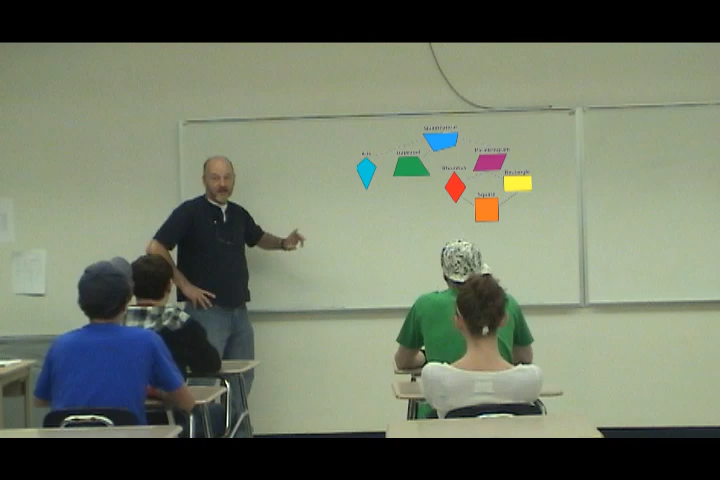 Quadrilateral
Kite
Trapezoid
Parallelogram
Rhombus
Rectangle
Square